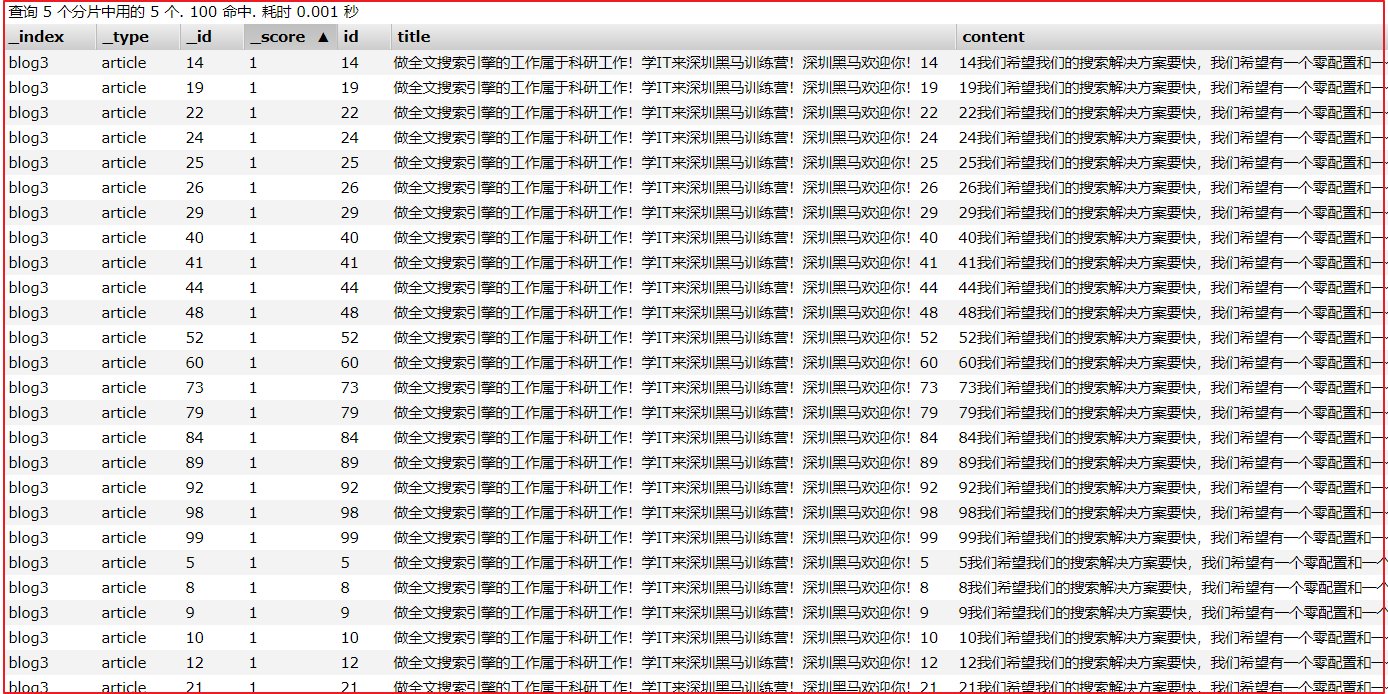 查询 5 个分片中用的 5 个. 100 命中. 耗时 0.001 秒
_index _type _id _score ▲ id title content
blog3 article 14 1 14 做全文搜索引擎的工作属于科研工作！学IT来深圳黑马训练营！深圳黑马欢迎你！14 14我们希望我们的搜索解决方案要快，我们希望有一个零配置和一
blog3 article 19 1 19 做全文搜索引擎的工作属于科研工作！学IT来深圳黑马训练营！深圳黑马欢迎你！19 19我们希望我们的搜索解决方案要快，我们希望有一个零配置和一
blog3 article 22 1 22 做全文搜索引擎的工作属于科研工作！学IT来深圳黑马训练营！深圳黑马欢迎你！22 22我们希望我们的搜索解决方案要快，我们希望有一个零配置和一
blog3 article 24 1 24 做全文搜索引擎的工作属于科研工作！学IT来深圳黑马训练营！深圳黑马欢迎你！24 24我们希望我们的搜索解决方案要快，我们希望有一个零配置和一
blog3 article 25 1 25 做全文搜索引擎的工作属于科研工作！学IT来深圳黑马训练营！深圳黑马欢迎你！25 25我们希望我们的搜索解决方案要快，我们希望有一个零配置和一
blog3 article 26 1 26 做全文搜索引擎的工作属于科研工作！学IT来深圳黑马训练营！深圳黑马欢迎你！26 26我们希望我们的搜索解决方案要快，我们希望有一个零配置和一
blog3 article 29 1 29 做全文搜索引擎的工作属于科研工作！学IT来深圳黑马训练营！深圳黑马欢迎你！29 29我们希望我们的搜索解决方案要快，我们希望有一个零配置和一
blog3 article 40 1 40 做全文搜索引擎的工作属于科研工作！学IT来深圳黑马训练营！深圳黑马欢迎你！40 40我们希望我们的搜索解决方案要快，我们希望有一个零配置和一
blog3 article 41 1 41 做全文搜索引擎的工作属于科研工作！学IT来深圳黑马训练营！深圳黑马欢迎你！41 41我们希望我们的搜索解决方案要快，我们希望有一个零配置和一
blog3 article 44 1 44 做全文搜索引擎的工作属于科研工作！学IT来深圳黑马训练营！深圳黑马欢迎你！44 44我们希望我们的搜索解决方案要快，我们希望有一个零配置和一
blog3 article 48 1 48 做全文搜索引擎的工作属于科研工作！学IT来深圳黑马训练营！深圳黑马欢迎你！48 48我们希望我们的搜索解决方案要快，我们希望有一个零配置和一
blog3 article 52 1 52 做全文搜索引擎的工作属于科研工作！学IT来深圳黑马训练营！深圳黑马欢迎你！52 52我们希望我们的搜索解决方案要快，我们希望有一个零配置和一
blog3 article 60 1 60 做全文搜索引擎的工作属于科研工作！学IT来深圳黑马训练营！深圳黑马欢迎你！60 60我们希望我们的搜索解决方案要快，我们希望有一个零配置和一
blog3 article 73 1 73 做全文搜索引擎的工作属于科研工作！学IT来深圳黑马训练营！深圳黑马欢迎你！73 73我们希望我们的搜索解决方案要快，我们希望有一个零配置和一
blog3 article 79 1 79 做全文搜索引擎的工作属于科研工作！学IT来深圳黑马训练营！深圳黑马欢迎你！79 79我们希望我们的搜索解决方案要快，我们希望有一个零配置和一
blog3 article 84 1 84 做全文搜索引擎的工作属于科研工作！学IT来深圳黑马训练营！深圳黑马欢迎你！84 84我们希望我们的搜索解决方案要快，我们希望有一个零配置和一
blog3 article 89 1 89 做全文搜索引擎的工作属于科研工作！学IT来深圳黑马训练营！深圳黑马欢迎你！89 89我们希望我们的搜索解决方案要快，我们希望有一个零配置和一
blog3 article 92 1 92 做全文搜索引擎的工作属于科研工作！学IT来深圳黑马训练营！深圳黑马欢迎你！92 92我们希望我们的搜索解决方案要快，我们希望有一个零配置和一
blog3 article 98 1 98 做全文搜索引擎的工作属于科研工作！学IT来深圳黑马训练营！深圳黑马欢迎你！98 98我们希望我们的搜索解决方案要快，我们希望有一个零配置和一
blog3 article 99 1 99 做全文搜索引擎的工作属于科研工作！学IT来深圳黑马训练营！深圳黑马欢迎你！99 99我们希望我们的搜索解决方案要快，我们希望有一个零配置和一
blog3 article 5 1 5 做全文搜索引擎的工作属于科研工作！学IT来深圳黑马训练营！深圳黑马欢迎你！5 5我们希望我们的搜索解决方案要快，我们希望有一个零配置和一个
blog3 article 8 1 8 做全文搜索引擎的工作属于科研工作！学IT来深圳黑马训练营！深圳黑马欢迎你！8 8我们希望我们的搜索解决方案要快，我们希望有一个零配置和一个
blog3 article 9 1 9 做全文搜索引擎的工作属于科研工作！学IT来深圳黑马训练营！深圳黑马欢迎你！9 9我们希望我们的搜索解决方案要快，我们希望有一个零配置和一个
blog3 article 10 1 10 做全文搜索引擎的工作属于科研工作！学IT来深圳黑马训练营！深圳黑马欢迎你！10 10我们希望我们的搜索解决方案要快，我们希望有一个零配置和一
blog3 article 12 1 12 做全文搜索引擎的工作属于科研工作！学IT来深圳黑马训练营！深圳黑马欢迎你！12 12我们希望我们的搜索解决方案要快，我们希望有一个零配置和一
blog3 article 21 1 21 做全文搜索引擎的工作属于科研工作！学IT来深圳黑马训练营！深圳黑马欢迎你！21 21我们希望我们的搜索解决方案要快，我们希望有一个零配置和一